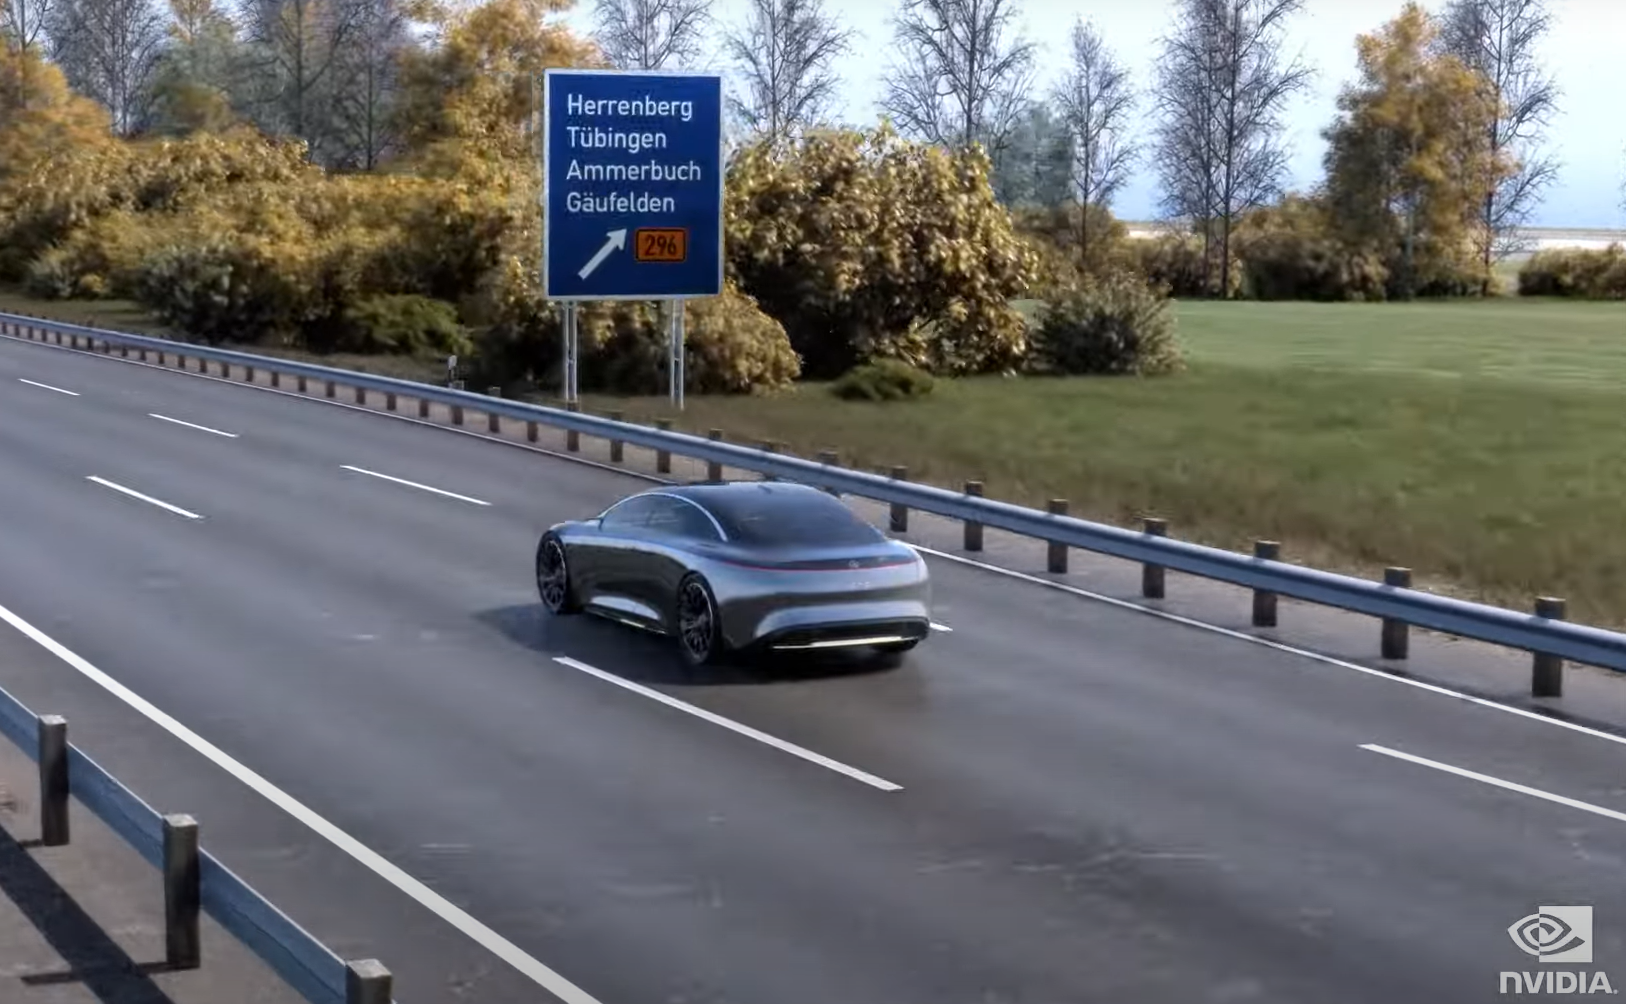 Herrenberg
Tübingen
Ammerbuch
Gäufelden
296
NVIDIA.